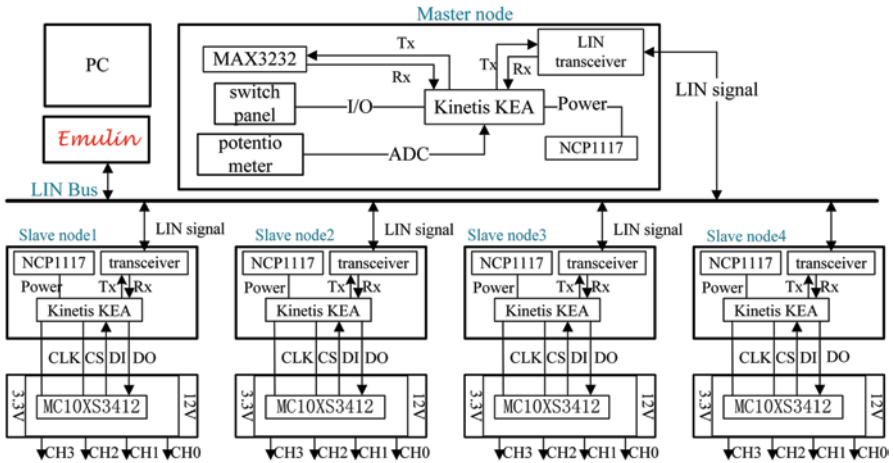 Master node
PC
MAX3232
Tx
Rx
Tx
Rx
LIN
transceiver
LIN signal
switch
panel
I/O
Kinetis KEA
Power
potentio
meter
ADC
NCP1117
Emulin
LIN Bus
Slave node1
LIN signal
Slave node2
LIN signal
Slave node3
LIN signal
Slave node4
NCP1117
transceiver
Power
Tx
Rx
Kinetis KEA
NCP1117
transceiver
Power
Tx
Rx
Kinetis KEA
NCP1117
transceiver
Power
Tx
Rx
Kinetis KEA
NCP1117
transceiver
Power
Tx
Rx
Kinetis KEA
CLK CS DI DO
CLK CS DI DO
CLK CS DI DO
CLK CS DI DO
3.3V
MC10XS3412
12V
3.3V
MC10XS3412
12V
3.3V
MC10XS3412
12V
3.3V
MC10XS3412
12V
CH3 CH2 CH1 CH0
CH3 CH2 CH1 CH0
CH3 CH2 CH1 CH0
CH3 CH2 CH1 CH0